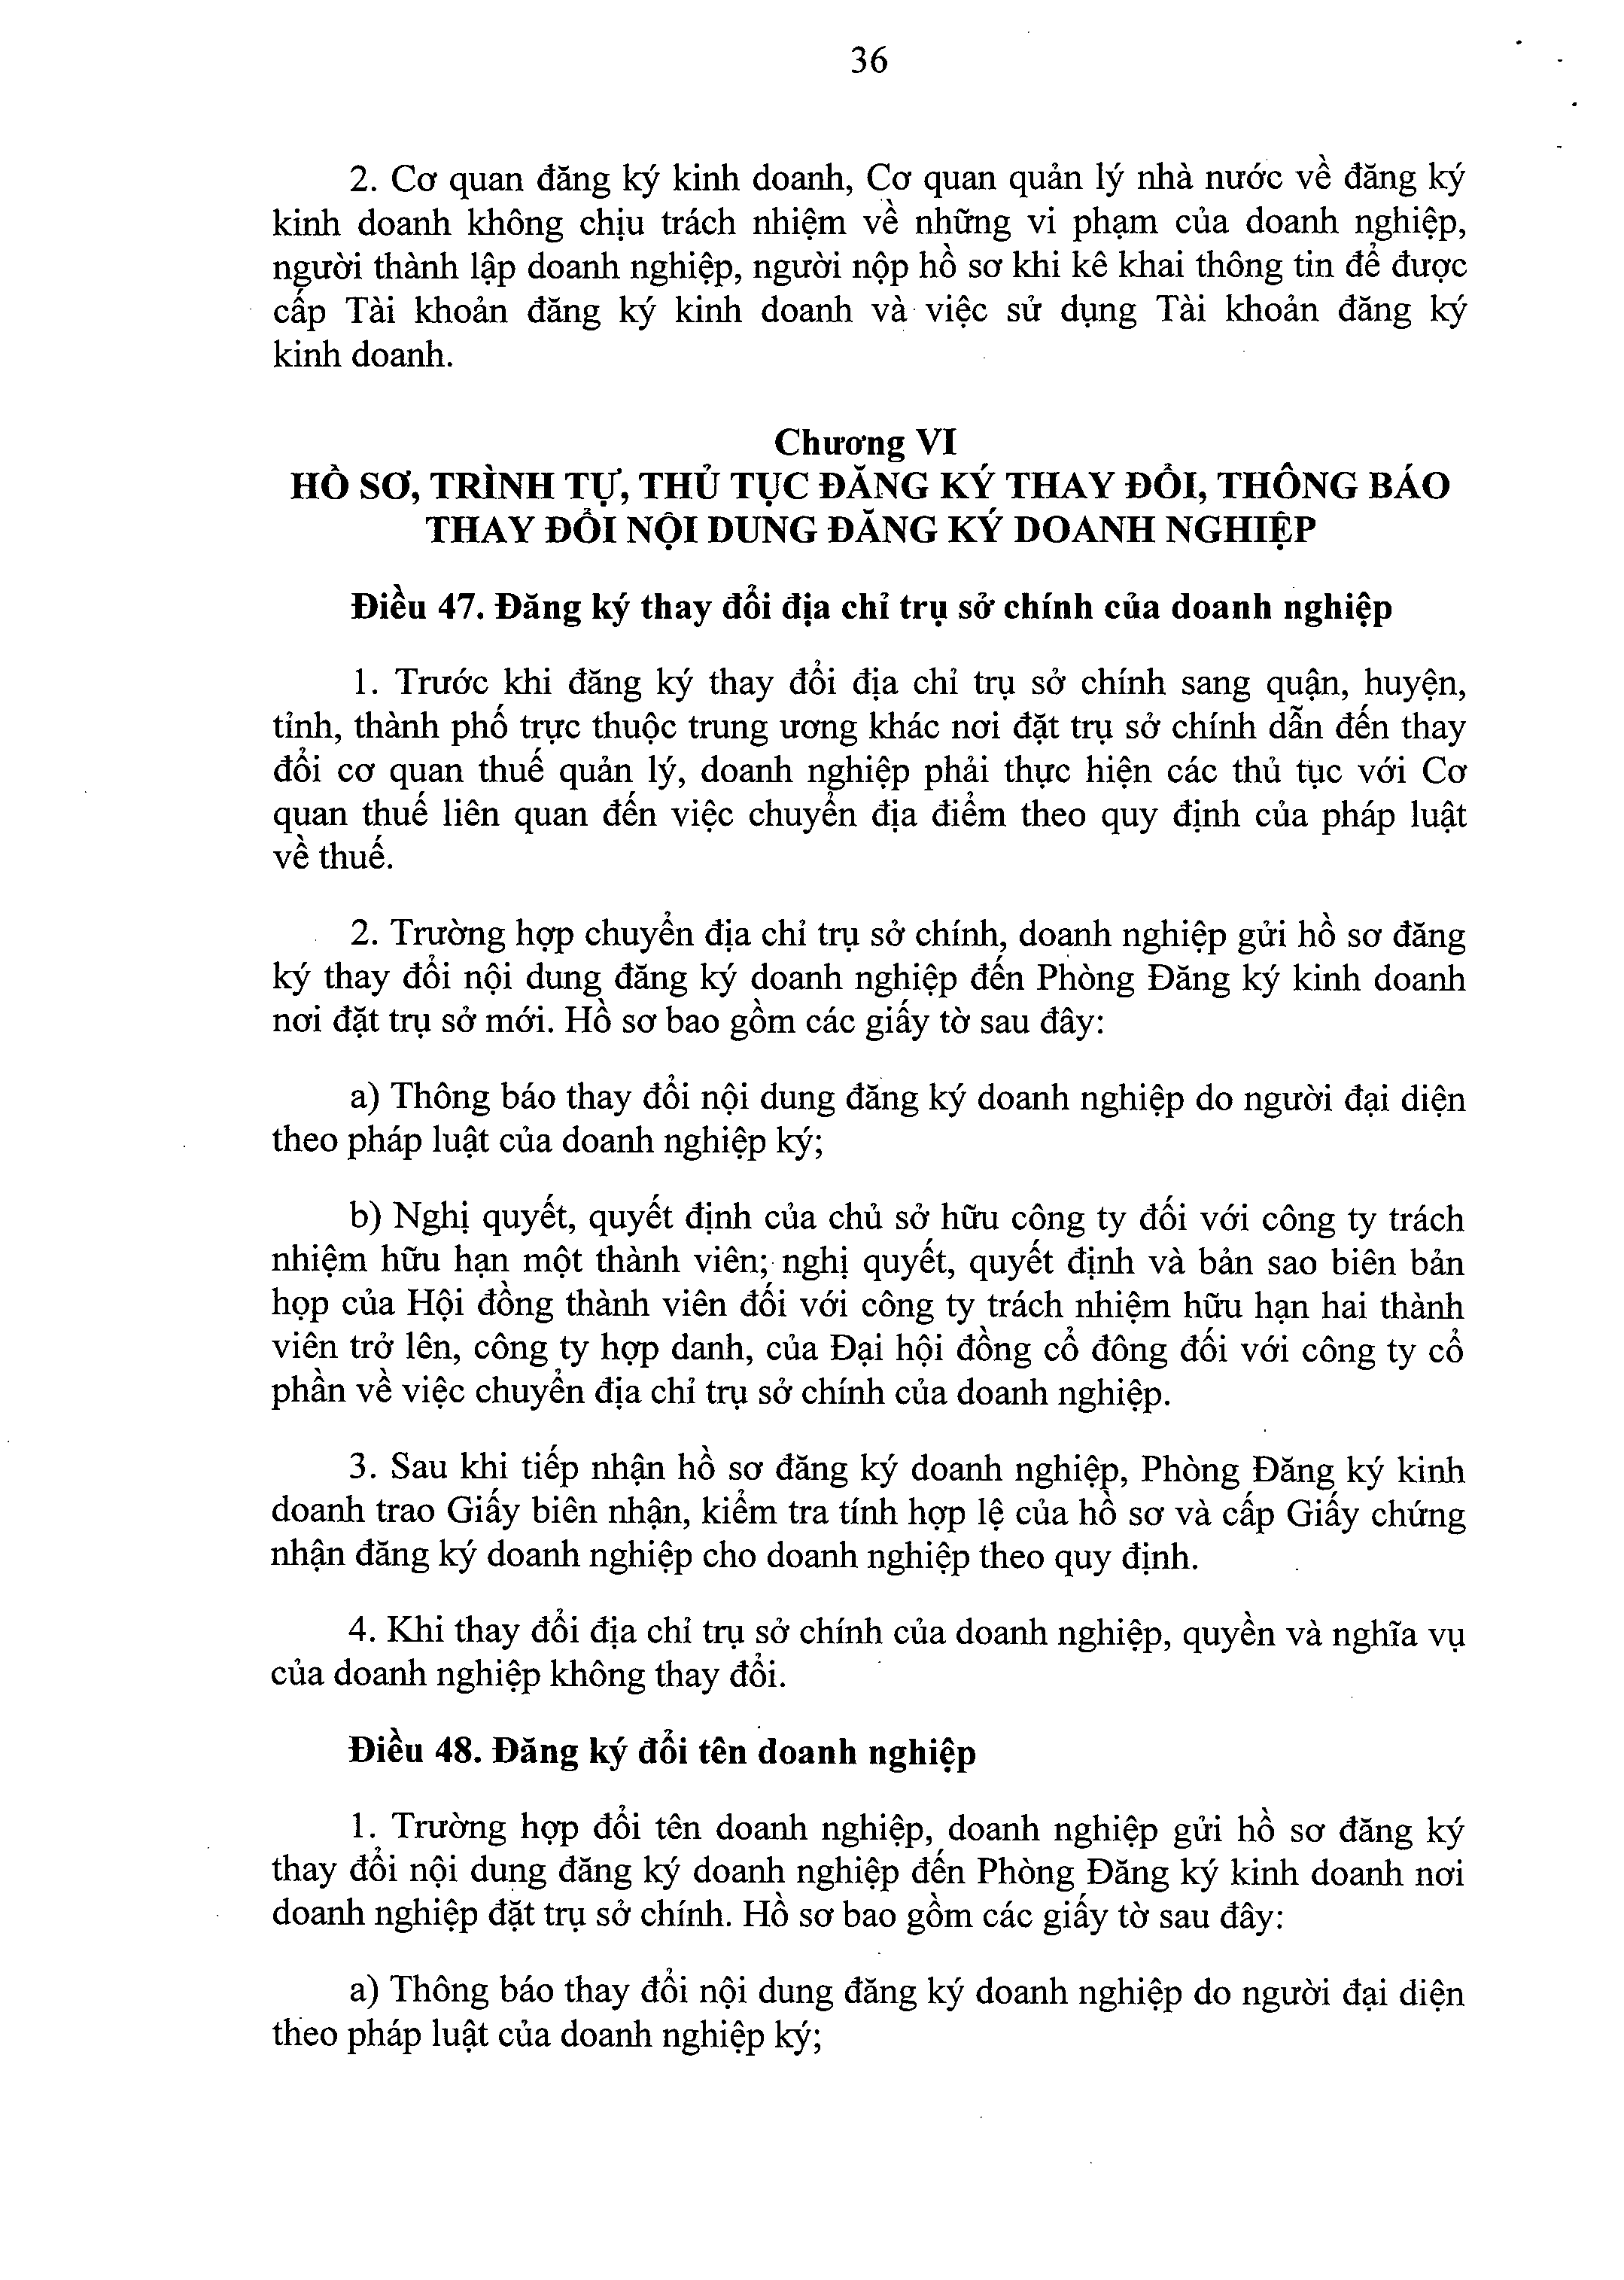 36
2. Cơ quan đăng ký kinh doanh, Cơ quan quản lý nhà nước về đăng ký
kinh doanh không chịu trách nhiệm về những vi phạm của doanh nghiệp,
người thành lập doanh nghiệp, người nộp hồ sơ khi kê khai thông tin để được
cấp Tài khoản đăng ký kinh doanh và việc sử dụng Tài khoản đăng ký
kinh doanh.
Chương VI
HỒ SƠ, TRÌNH TỰ, THỦ TỤC ĐĂNG KÝ THAY ĐỔI, THÔNG BÁO
THAY ĐỔI NỘI DUNG ĐĂNG KÝ DOANH NGHIỆP
Điều 47. Đăng ký thay đổi địa chỉ trụ sở chính của doanh nghiệp
1. Trước khi đăng ký thay đổi địa chỉ trụ sở chính sang quận, huyện,
tỉnh, thành phố trực thuộc trung ương khác nơi đặt trụ sở chính dẫn đến thay
đổi cơ quan thuế quản lý, doanh nghiệp phải thực hiện các thủ tục với Cơ
quan thuế liên quan đến việc chuyển địa điểm theo quy định của pháp luật
về thuế.
2. Trường hợp chuyển địa chỉ trụ sở chính, doanh nghiệp gửi hồ sơ đăng
ký thay đổi nội dung đăng ký doanh nghiệp đến Phòng Đăng ký kinh doanh
nơi đặt trụ sở mới. Hồ sơ bao gồm các giấy tờ sau đây:
a) Thông báo thay đổi nội dung đăng ký doanh nghiệp do người đại diện
theo pháp luật của doanh nghiệp ký;
b) Nghị quyết, quyết định của chủ sở hữu công ty đối với công ty trách
nhiệm hữu hạn một thành viên; nghị quyết, quyết định và bản sao biên bản
họp của Hội đồng thành viên đối với công ty trách nhiệm hữu hạn hai thành
viên trở lên, công ty hợp danh, của Đại hội đồng cổ đông đối với công ty cổ
phần về việc chuyển địa chỉ trụ sở chính của doanh nghiệp.
3. Sau khi tiếp nhận hồ sơ đăng ký doanh nghiệp, Phòng Đăng ký kinh
doanh trao Giấy biên nhận, kiểm tra tính hợp lệ của hồ sơ và cấp Giấy chứng
nhận đăng ký doanh nghiệp cho doanh nghiệp theo quy định.
4. Khi thay đổi địa chỉ trụ sở chính của doanh nghiệp, quyền và nghĩa vụ
của doanh nghiệp không thay đổi.
Điều 48. Đăng ký đổi tên doanh nghiệp
1. Trường hợp đổi tên doanh nghiệp, doanh nghiệp gửi hồ sơ đăng ký
thay đổi nội dung đăng ký doanh nghiệp đến Phòng Đăng ký kinh doanh nơi
doanh nghiệp đặt trụ sở chính. Hồ sơ bao gồm các giấy tờ sau đây:
a) Thông báo thay đổi nội dung đăng ký doanh nghiệp do người đại diện
theo pháp luật của doanh nghiệp ký;